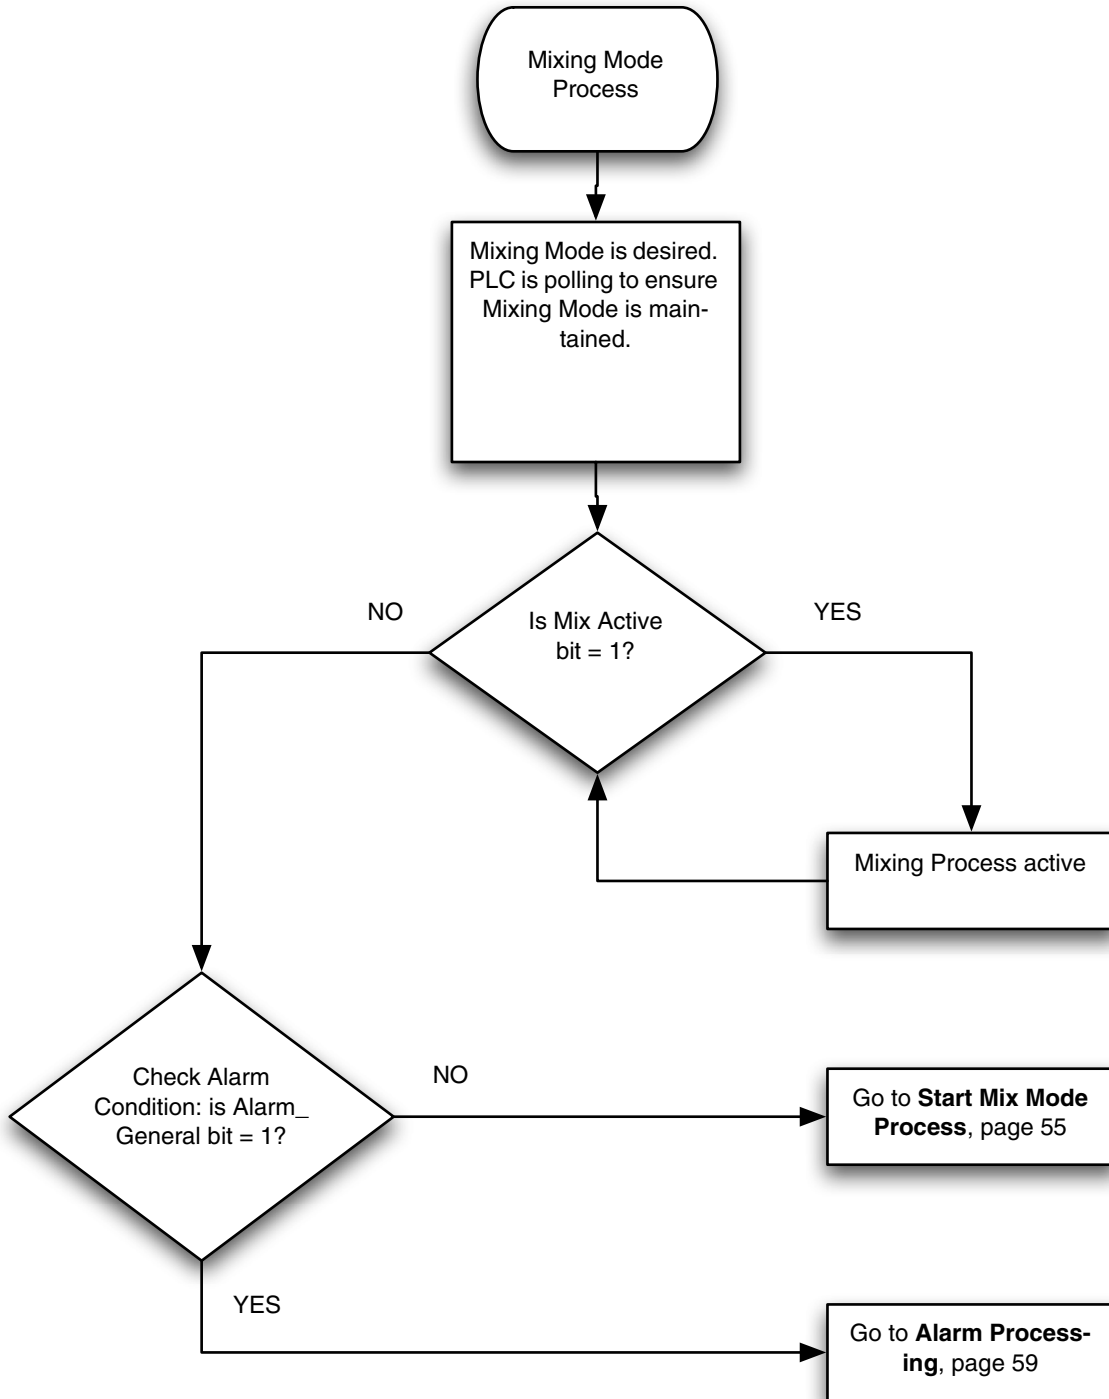 Mixing Mode
Process
Mixing Mode is desired.
PLC is polling to ensure
Mixing Mode is main-
tained.
NO
Is Mix Active
bit = 1?
YES
Mixing Process active
Check Alarm
Condition: is Alarm_
General bit = 1?
NO
Go to Start Mix Mode
Process, page 55
YES
Go to Alarm Process-
ing, page 59